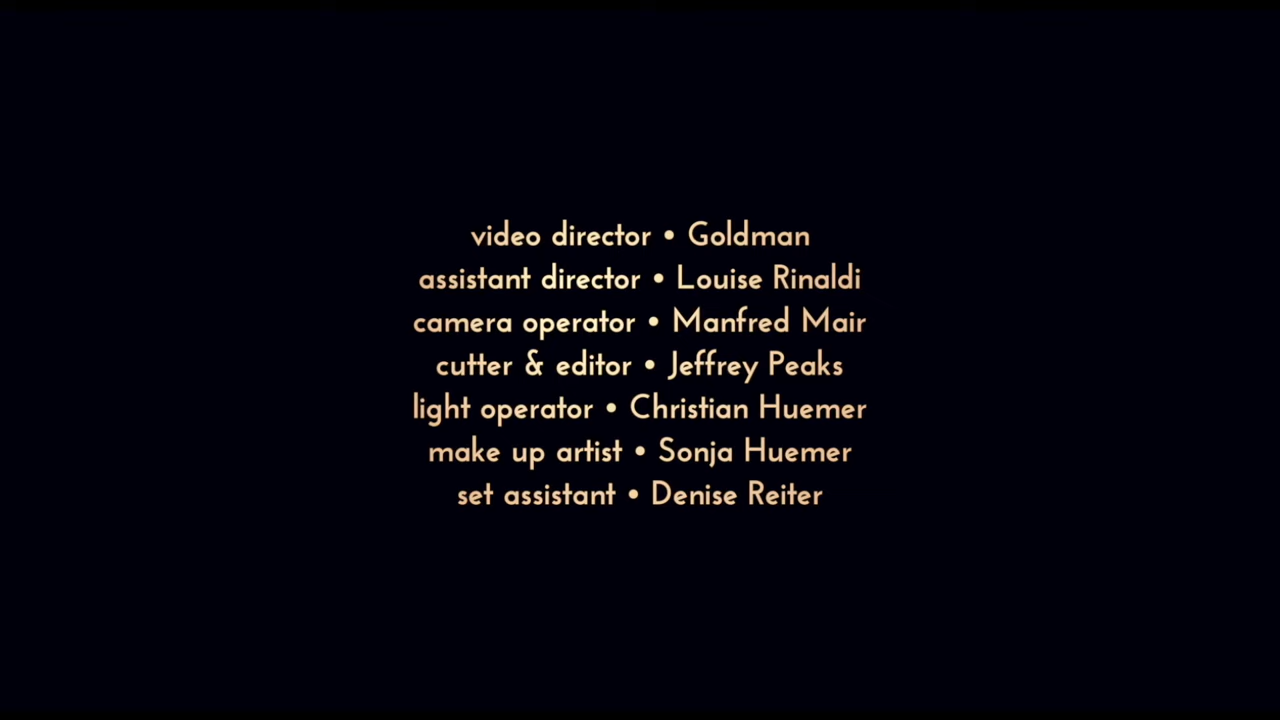 video director • Goldman
assistant director • Louise Rinaldi
camera operator • Manfred Mair
cutter & editor • Jeffrey Peaks
light operator • Christian Huemer
make up artist • Sonja Huemer
set assistant • Denise Reiter